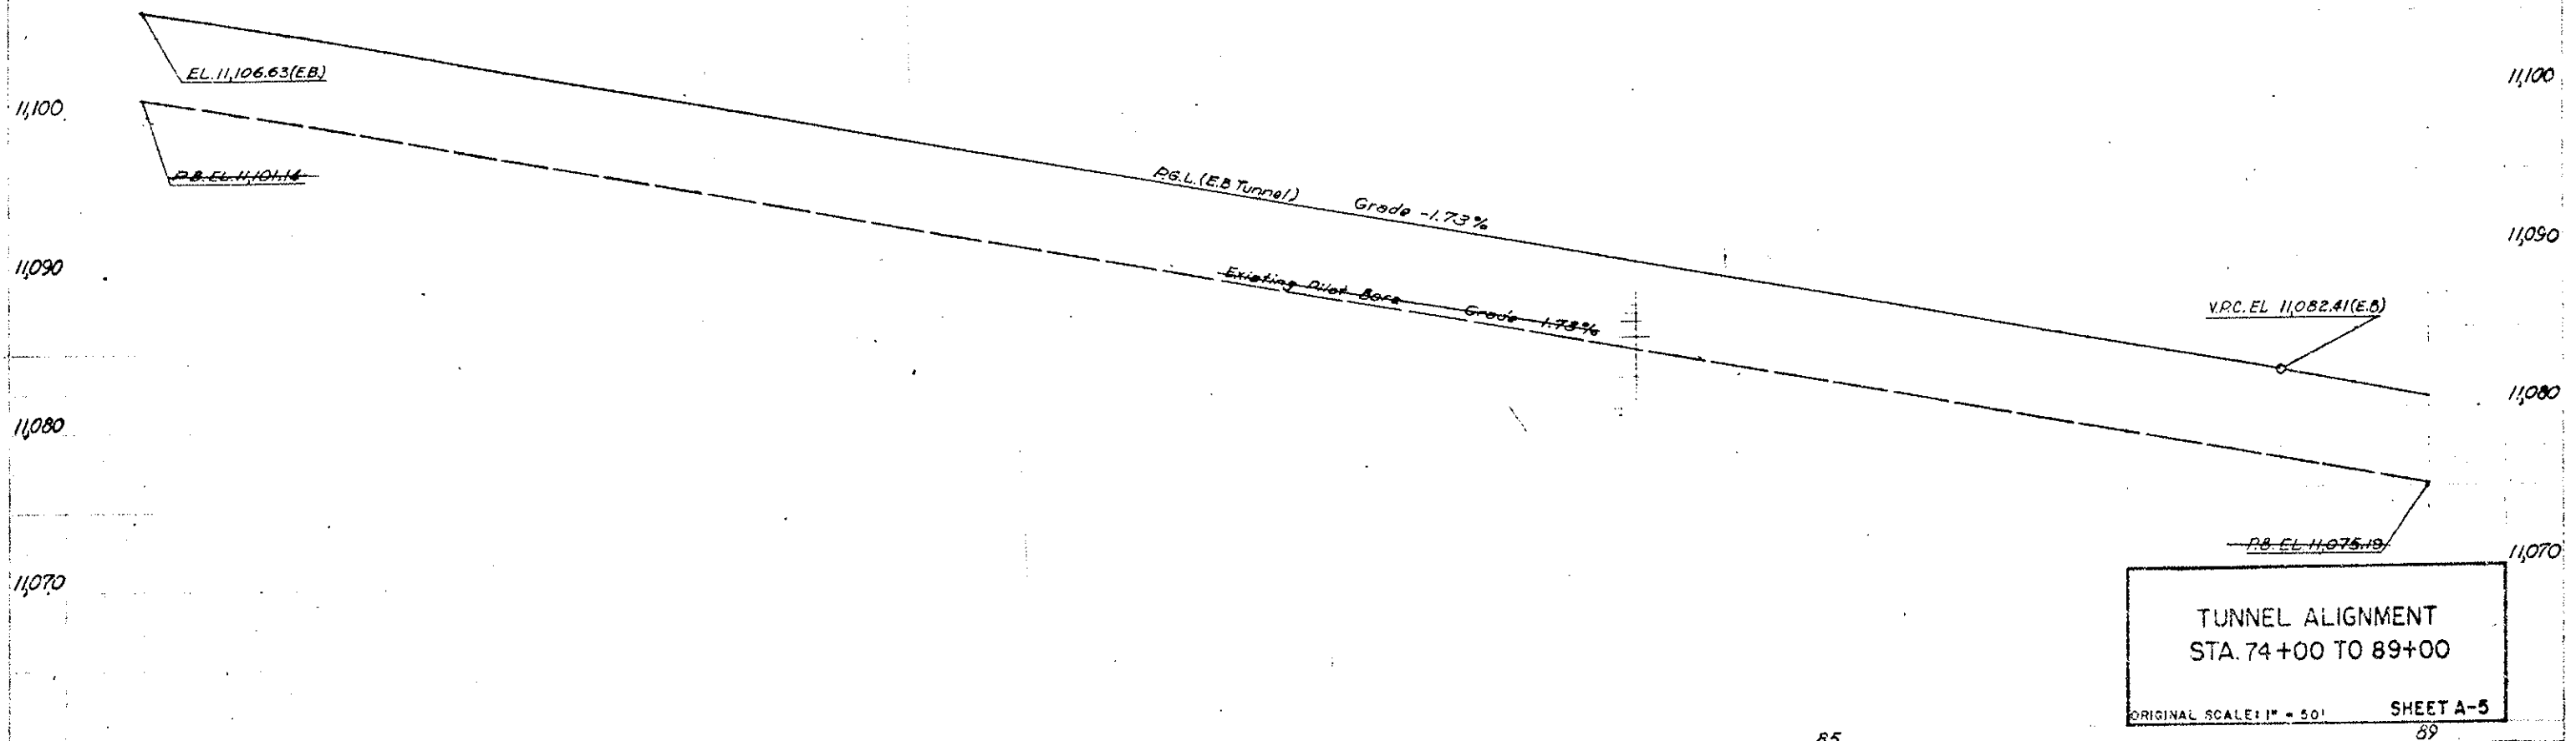 11,100
EL. 11,106.63(E.B.)
11,100
P.B. EL. 11,101.14
P.G.L. (E.B Tunnel) Grade -1.73%
11,090
11,090
Existing Pilot Bore Grade -1.73%
V.P.C. EL 11,082.41(E.B)
11,080
11,080
P.B. EL 11,075.19
11,070
11,070
TUNNEL ALIGNMENT
STA. 74+00 TO 89+00
ORIGINAL SCALE: 1" = 50'
SHEET A-5
85
89